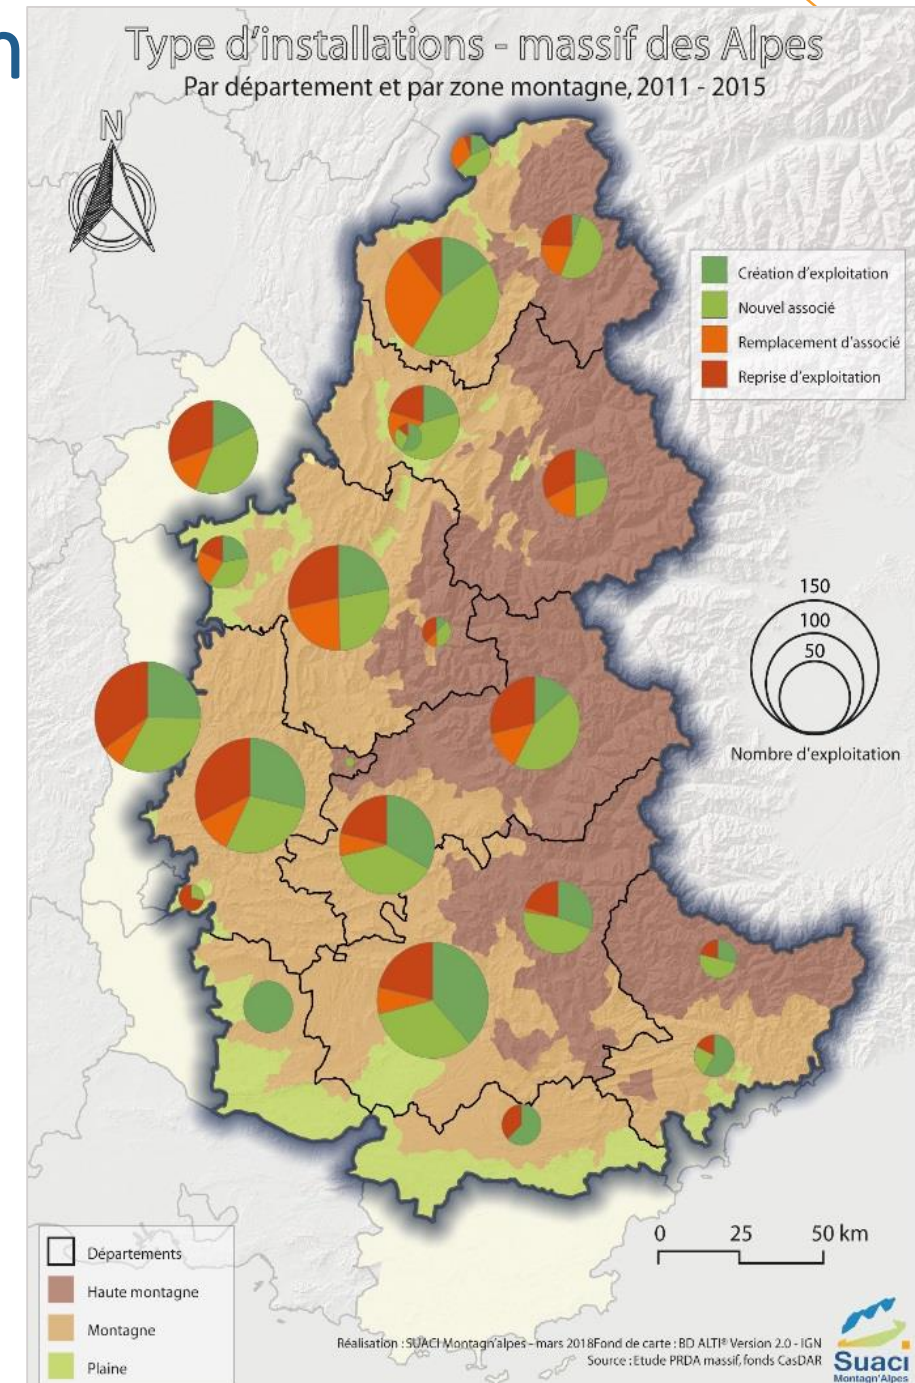 n
Type d'installations - massif des Alpes
Par département et par zone montagne, 2011 - 2015
N
Création d'exploitation
Nouvel associé
Remplacement d'associé
Reprise d'exploitation
150
100
50
Nombre d'exploitation
0 25 50 km
Départements
Haute montagne
Montagne
Plaine
Réalisation : SUACI Montagn'alpes - mars 2018Fond de carte : BD ALTI® Version 2.0 - IGN
Source : Etude PRDA massif, fonds CasDAR
Suaci
Montagn'Alpes